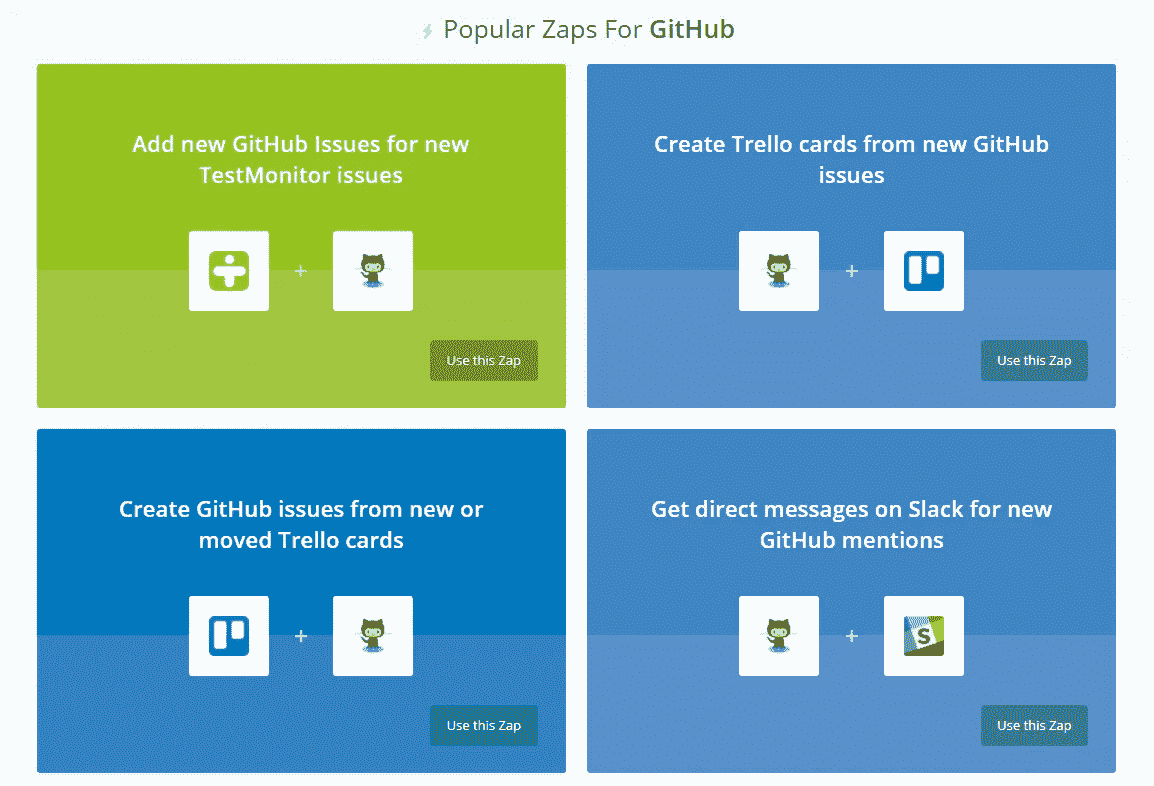 Popular Zaps For GitHub
Add new GitHub Issues for new
TestMonitor issues
+
Use this Zap
Create Trello cards from new GitHub
issues
+
Use this Zap
Create GitHub issues from new or
moved Trello cards
+
Use this Zap
Get direct messages on Slack for new
GitHub mentions
+
S
Use this Zap